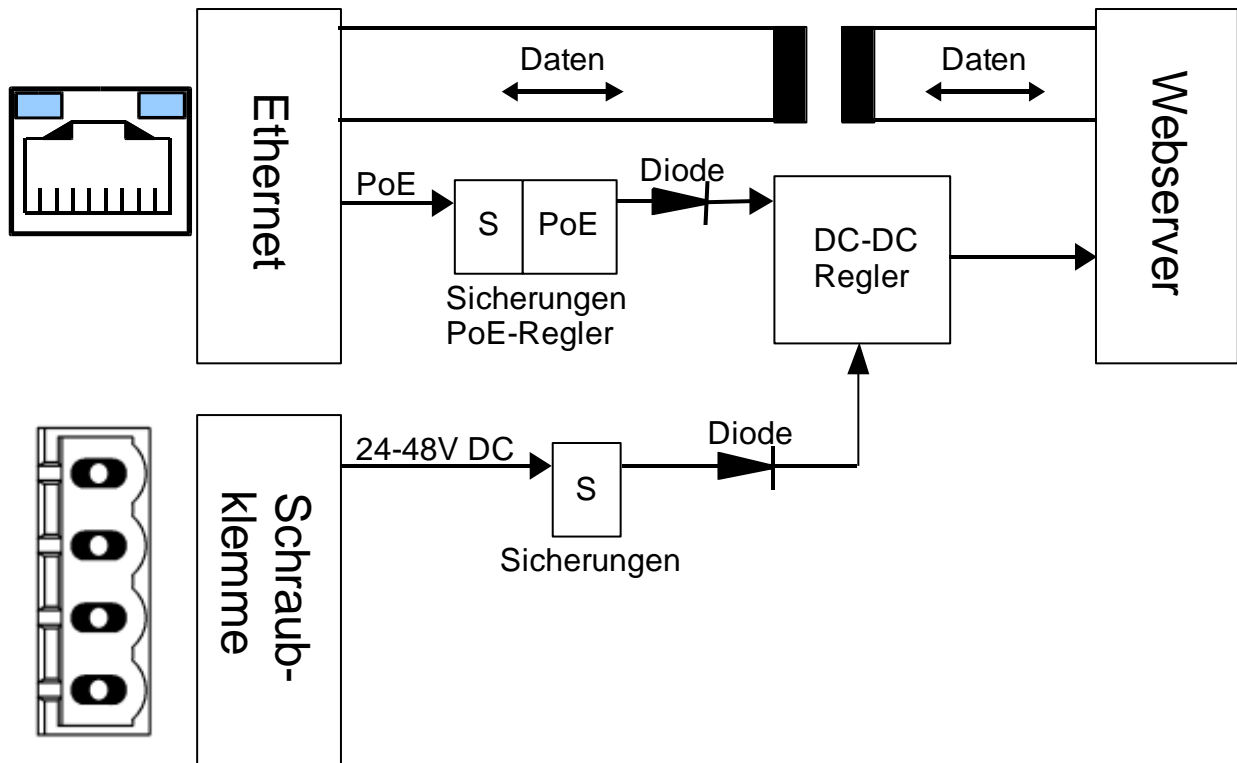 Ethernet
Daten
Daten
Webserver
PoE
S
PoE
Sicherungen
PoE-Regler
Diode
DC-DC
Regler
Schraub-
klemme
24-48V DC
S
Sicherungen
Diode